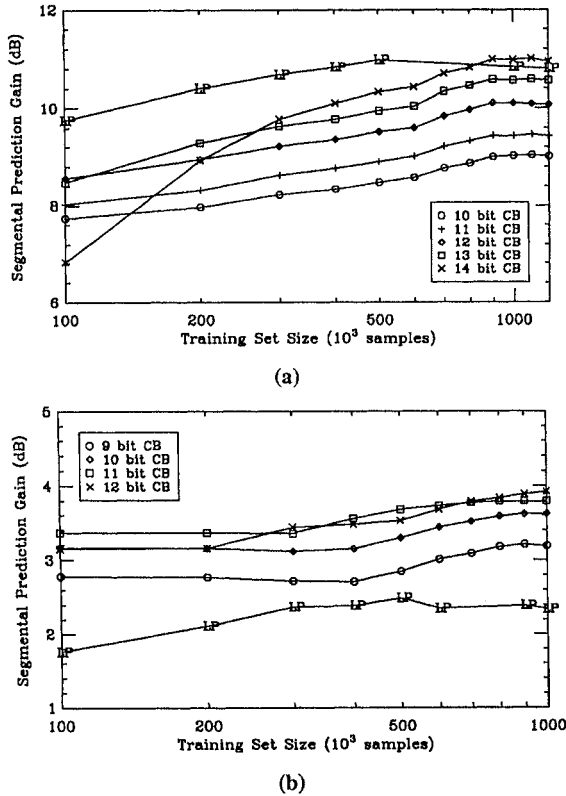 12
10
8
6
Segmental Prediction Gain (dB)
LP LP LP LP LP LP LP
10 bit CB
11 bit CB
12 bit CB
13 bit CB
14 bit CB
100 200 500 1000
Training Set Size (10³ samples)
(a)
5
4
3
2
1
Segmental Prediction Gain (dB)
9 bit CB
10 bit CB
11 bit CB
12 bit CB
LP LP LP LP LP LP LP LP
100 200 500 1000
Training Set Size (10³ samples)
(b)